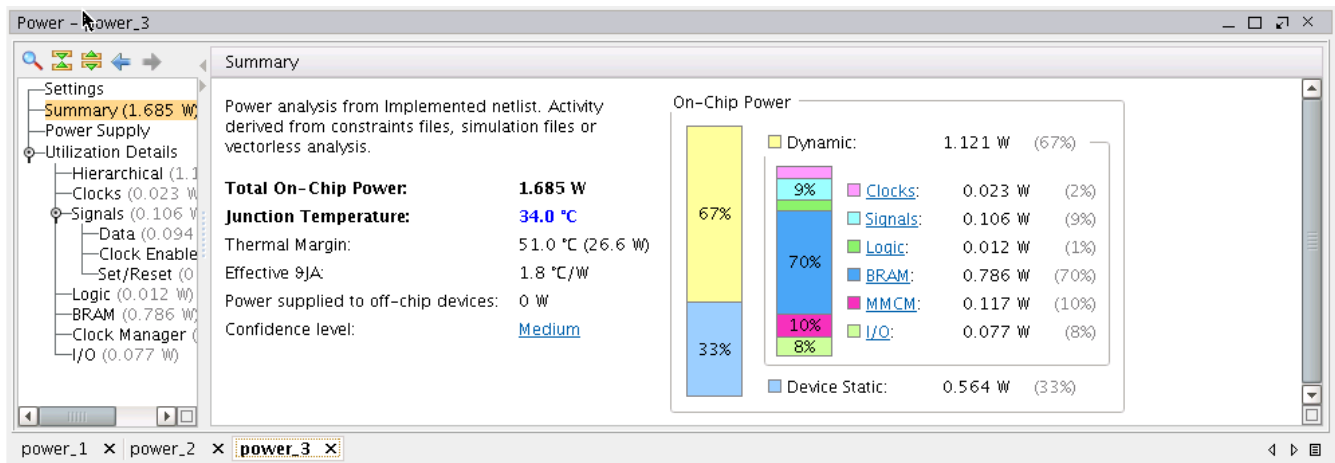 Power - power_3
Summary
Settings
Summary (1.685 W)
Power Supply
Utilization Details
Hierarchical (1.1
Clocks (0.023 W
Signals (0.106 W
Data (0.094
Clock Enable
Set/Reset (0
Logic (0.012 W)
BRAM (0.786 W)
Clock Manager (
I/O (0.077 W)
Power analysis from Implemented netlist. Activity
derived from constraints files, simulation files or
vectorless analysis.
Total On-Chip Power: 1.685 W
Junction Temperature: 34.0 °C
Thermal Margin: 51.0 °C (26.6 W)
Effective ϑJA: 1.8 °C/W
Power supplied to off-chip devices: 0 W
Confidence level: Medium
On-Chip Power
67%
33%
Dynamic: 1.121 W (67%)
9%
70%
10%
8%
Clocks: 0.023 W (2%)
Signals: 0.106 W (9%)
Logic: 0.012 W (1%)
BRAM: 0.786 W (70%)
MMCM: 0.117 W (10%)
I/O: 0.077 W (8%)
Device Static: 0.564 W (33%)
power_1 power_2 power_3